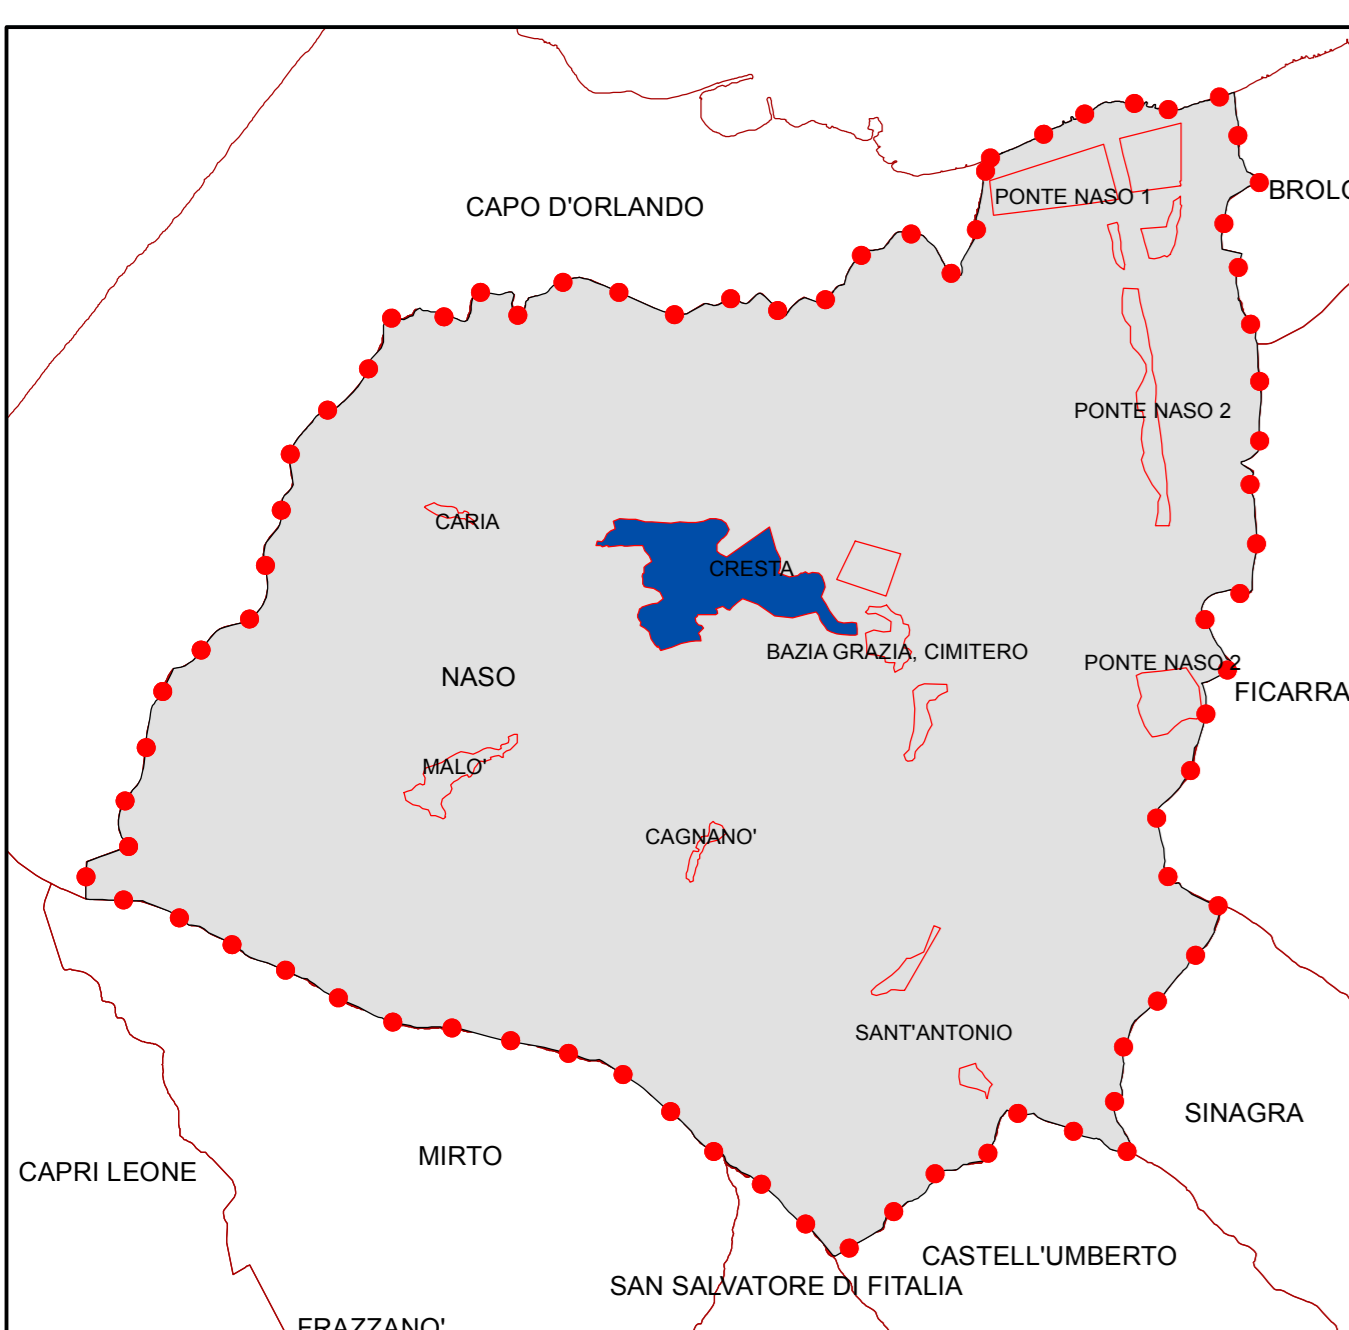 BROLO
PONTE NASO 1
CAPO D'ORLANDO
PONTE NASO 2
CARIA
CRESTA
BAZIA GRAZIA, CIMITERO
PONTE NASO 2
NASO
FICARRA
MALO'
CAGNANO'
SANT'ANTONIO
SINAGRA
MIRTO
CAPRI LEONE
CASTELL'UMBERTO
SAN SALVATORE DI FITALIA
FRAZZANO'